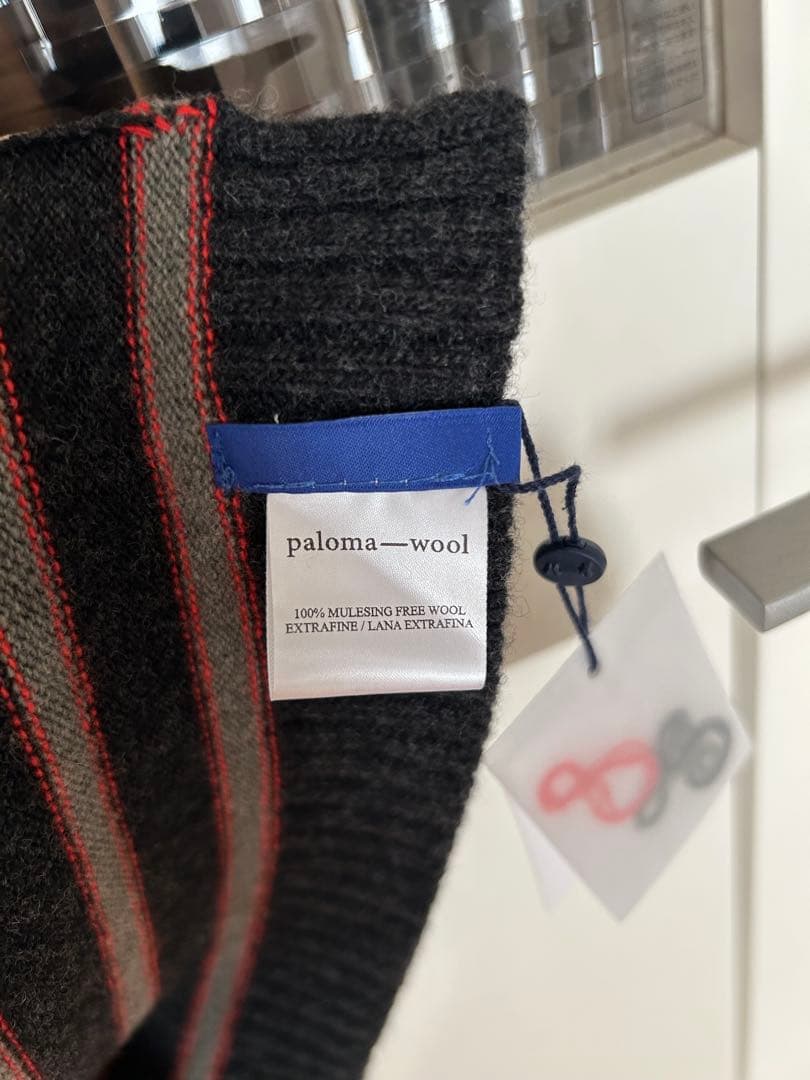 paloma—wool
100% MULESING FREE WOOL
EXTRAFINE / LANA EXTRAFINA